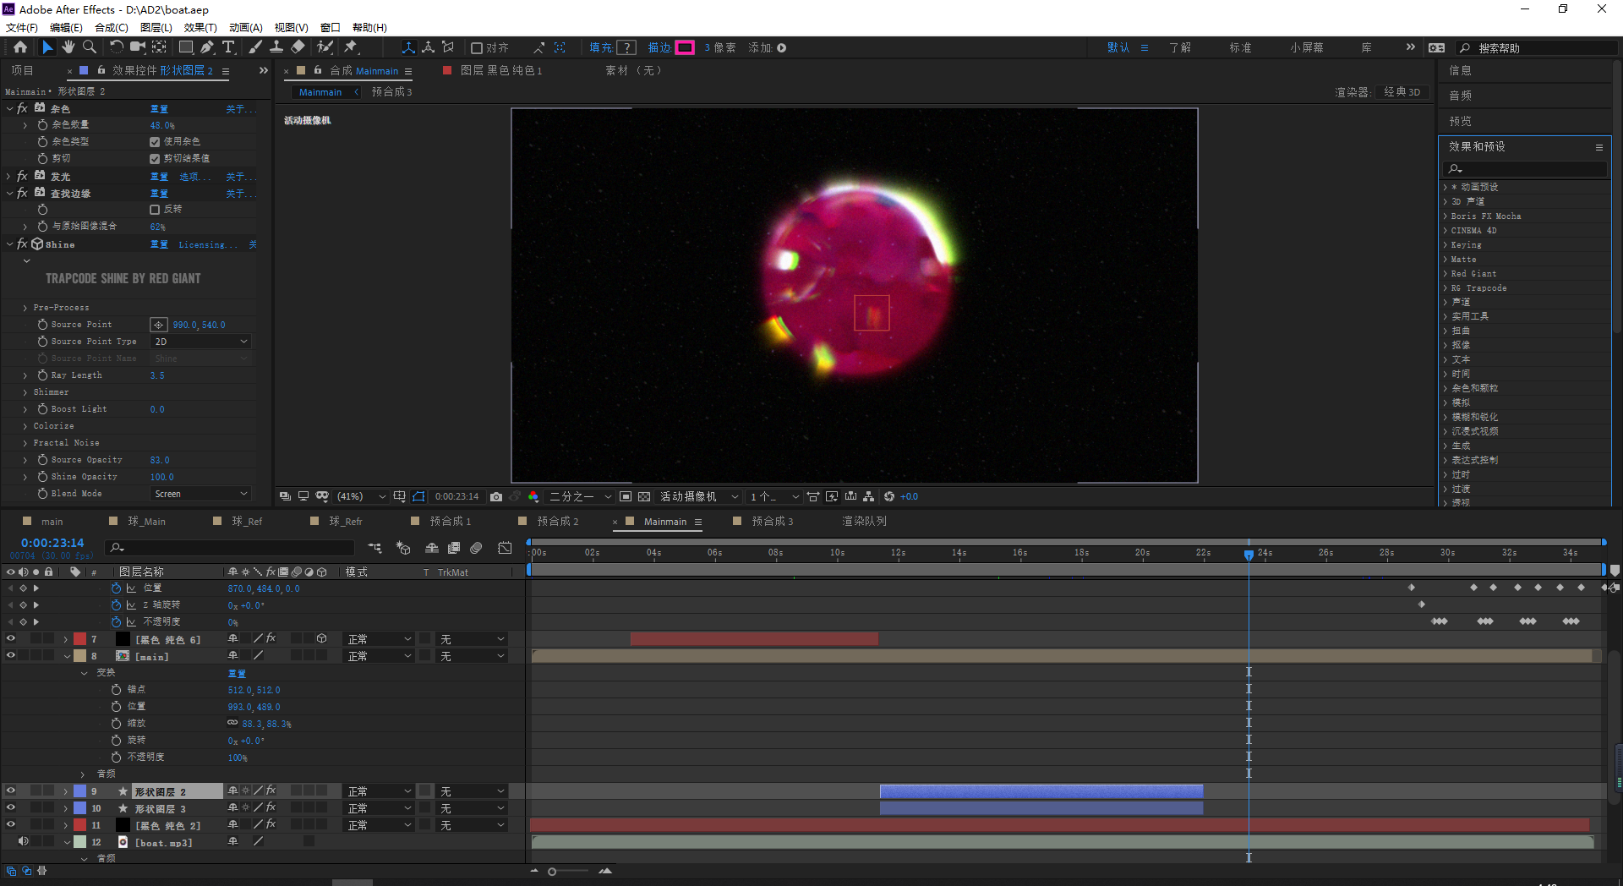 Adobe After Effects - D:\AD2\boat.aep
文件(F) 编辑(E) 合成(C) 图层(L) 效果(T) 动画(A) 视图(V) 窗口 帮助(H)
对齐 填充: ? 描边: 3 像素 添加: 默认 了解 标准 小屏幕 库 搜索帮助
项目 效果控件 形状图层 2
Mainmain • 形状图层 2
fx 杂色 重置 关于...
杂色数量 48.0%
杂色类型 使用杂色
剪切 剪切结果值
fx 发光 重置 选项... 关于...
fx 查找边缘 重置 关于...
反转
与原始图像混合 62%
fx Shine 重置 Licensing... 关
TRAPCODE SHINE BY RED GIANT
Pre-Process
Source Point 990.0,540.0
Source Point Type 2D
Source Point Name Shine
Ray Length 3.5
Shimmer
Boost Light 0.0
Colorize
Fractal Noise
Source Opacity 83.0
Shine Opacity 100.0
Blend Mode Screen
合成 Mainmain 图层 黑色 纯色 1 素材 (无)
Mainmain 预合成 3 渲染器: 经典 3D
活动摄像机
(41%) 0:00:23:14 二分之一 活动摄像机 1 个... +0.0
信息
音频
预览
效果和预设
* 动画预设
3D 声道
Boris FX Mocha
CINEMA 4D
Keying
Matte
Red Giant
RG Trapcode
声道
实用工具
扭曲
抠像
文本
时间
杂色和颗粒
模拟
模糊和锐化
沉浸式视频
生成
表达式控制
过时
过渡
透视
main 球_Main 球_Ref 球_Refr 预合成 1 预合成 2 Mainmain 预合成 3 渲染队列
0:00:23:14
00704 (30.00 fps)
:00s 02s 04s 06s 08s 10s 12s 14s 16s 18s 20s 22s 24s 26s 28s 30s 32s 34s
# 图层名称 模式 T TrkMat
位置 870.0,484.0,0.0
Z 轴旋转 0x+0.0°
不透明度 0%
7 [黑色 纯色 6] 正常 无
8 [main] 正常 无
变换 重置
锚点 512.0,512.0
位置 993.0,489.0
缩放 88.3,88.3%
旋转 0x+0.0°
不透明度 100%
音频
9 形状图层 2 正常 无
10 形状图层 3 正常 无
11 [黑色 纯色 2] 正常 无
12 [boat.mp3]
音频